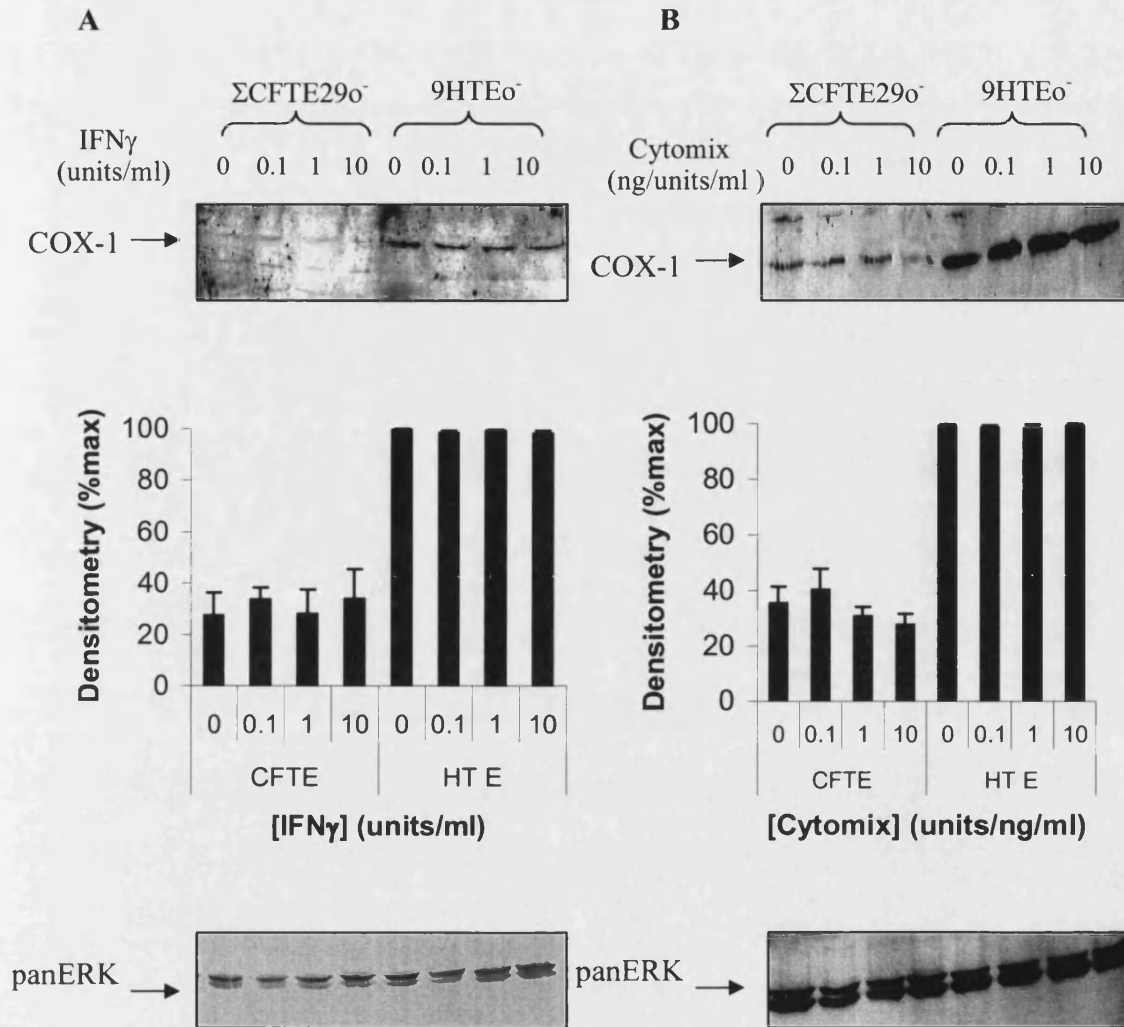 A
ΣCFTE29o⁻ 9HTEo⁻
IFNγ
(units/ml)
0 0.1 1 10 0 0.1 1 10
COX-1
Densitometry (%max)
100
80
60
40
20
0
0 0.1 1 10 0 0.1 1 10
CFTE HT E
[IFNγ] (units/ml)
panERK
B
ΣCFTE29o⁻ 9HTEo⁻
Cytomix
(ng/units/ml )
0 0.1 1 10 0 0.1 1 10
COX-1
Densitometry (%max)
100
80
60
40
20
0
0 0.1 1 10 0 0.1 1 10
CFTE HT E
[Cytomix] (units/ng/ml)
panERK